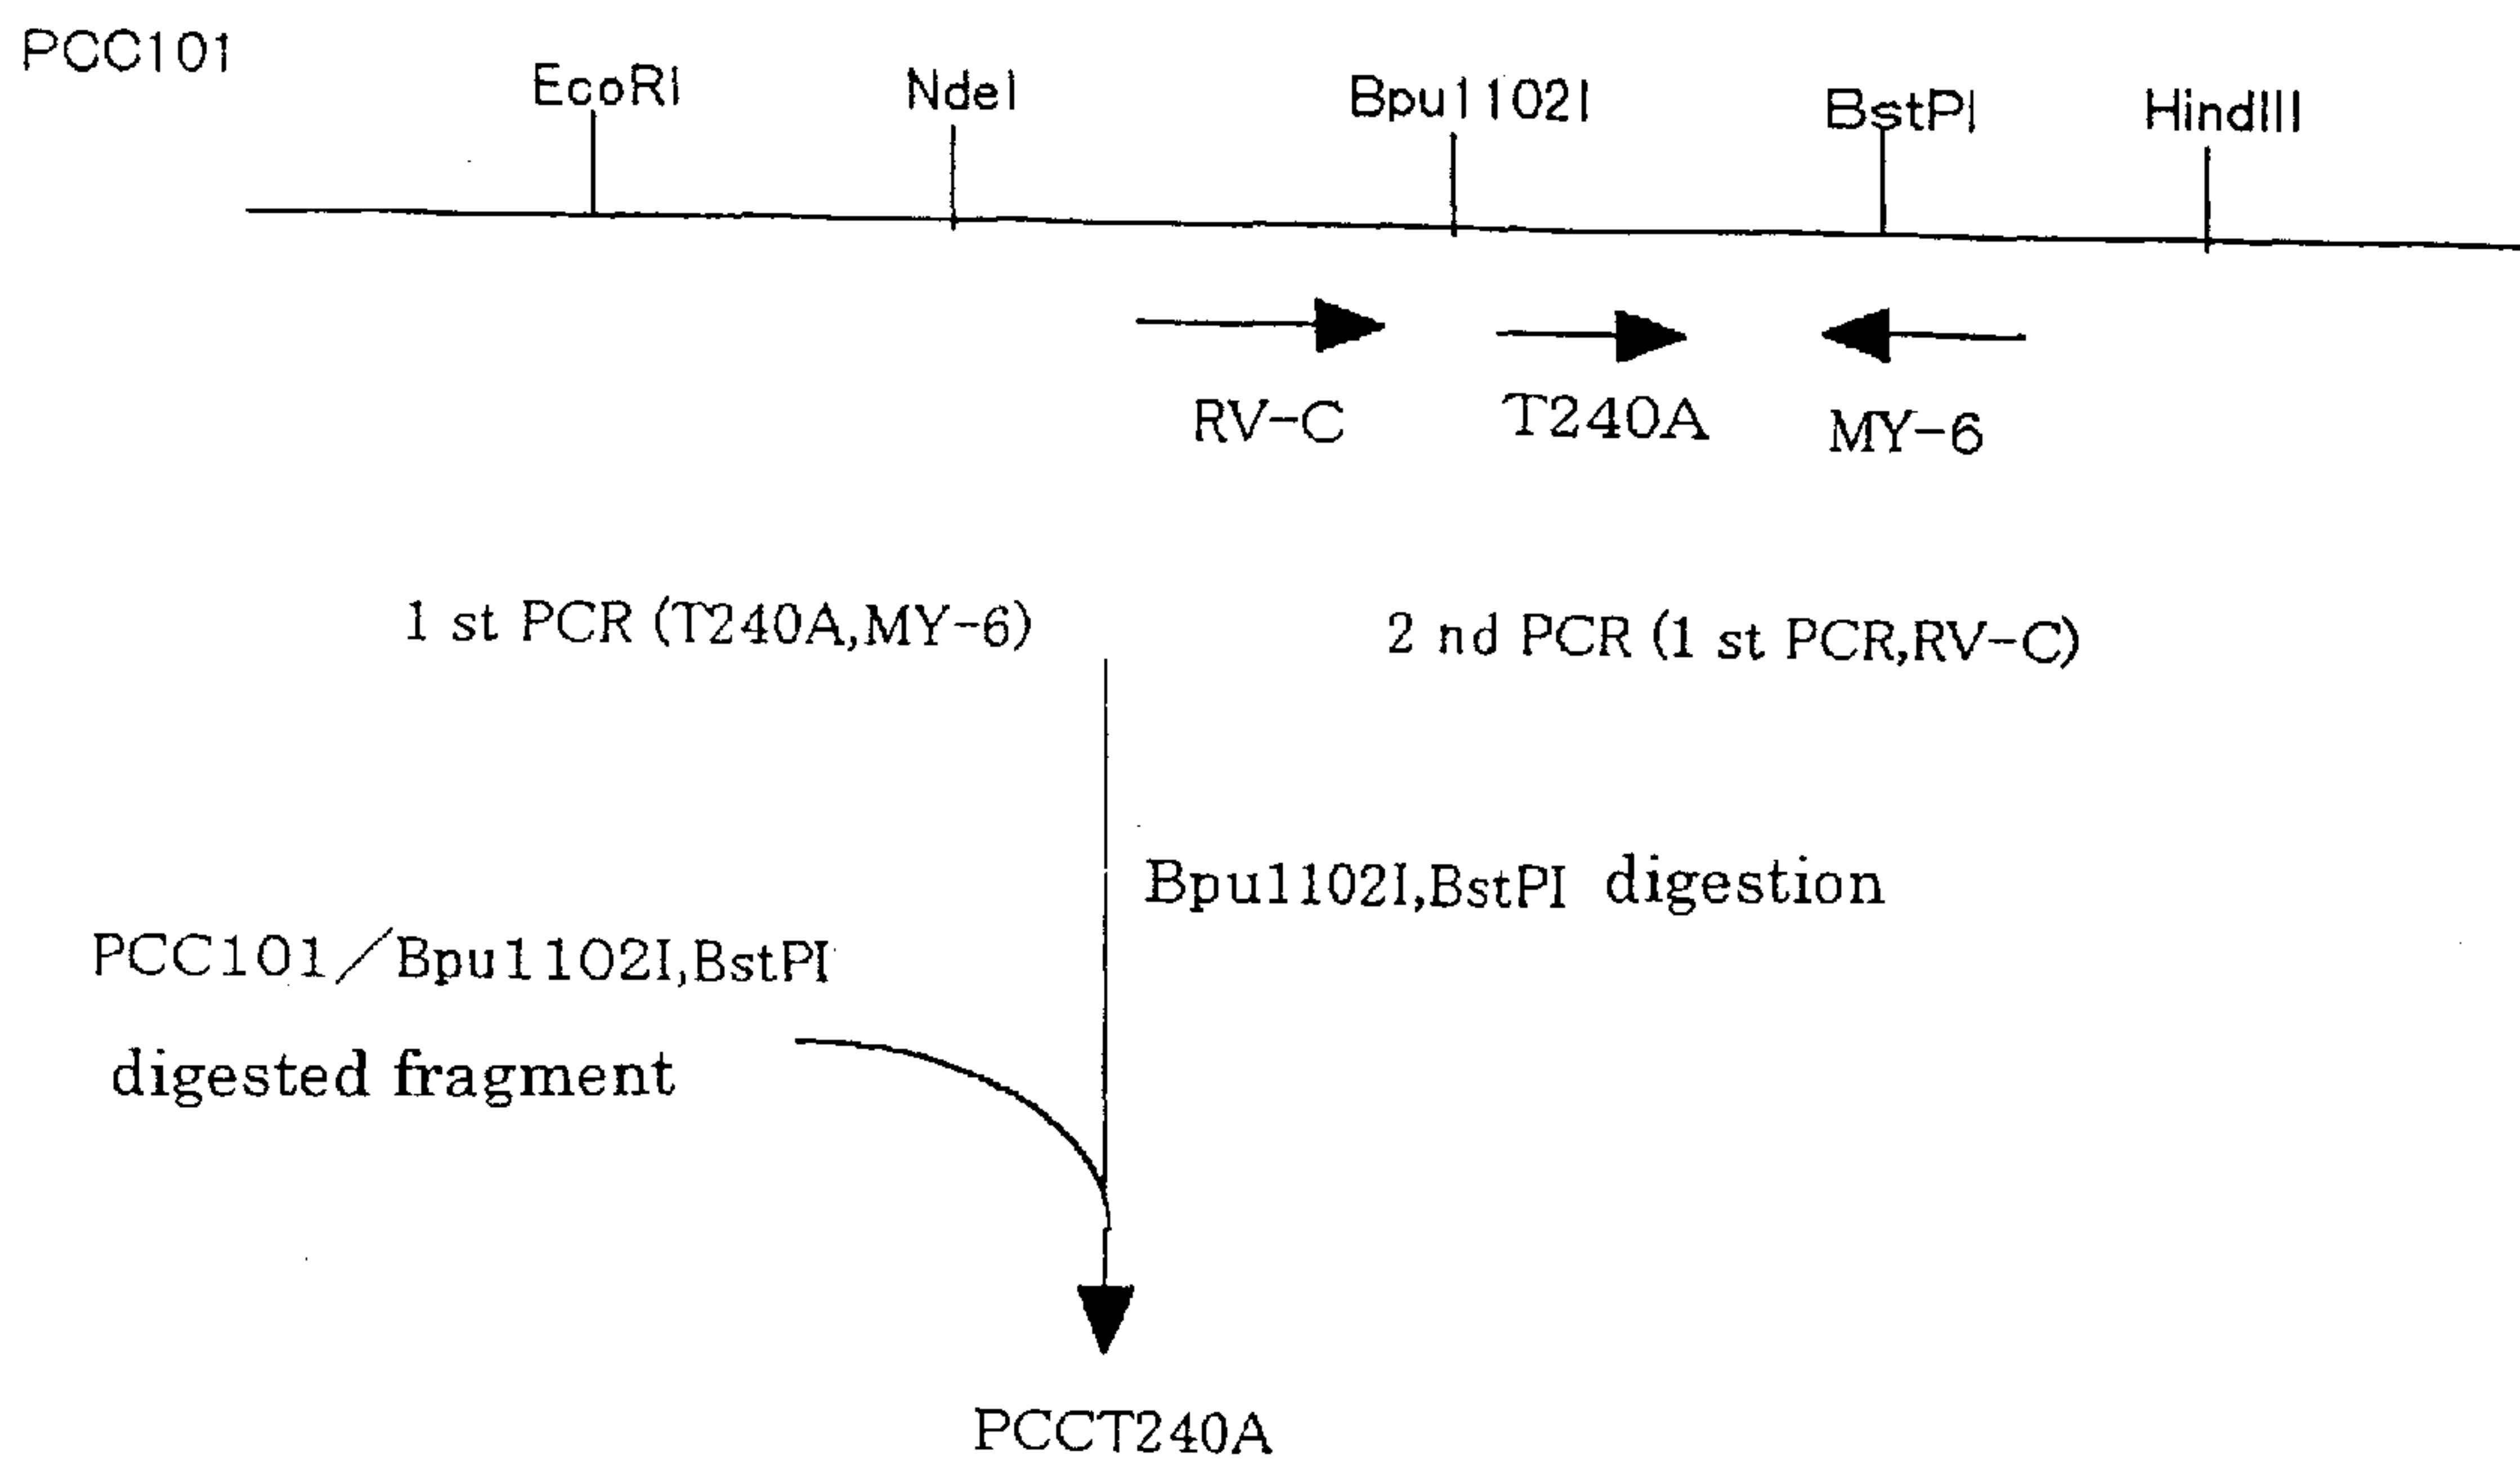 PCC101
EcoRI
NdeI
Bpu1102I
BstPI
HindIII
RV-C
T240A
MY-6
1 st PCR (T240A,MY-6)
2 nd PCR (1 st PCR,RV-C)
Bpu1102I,BstPI digestion
PCC101/Bpu1102I,BstPI
digested fragment
PCCT240A